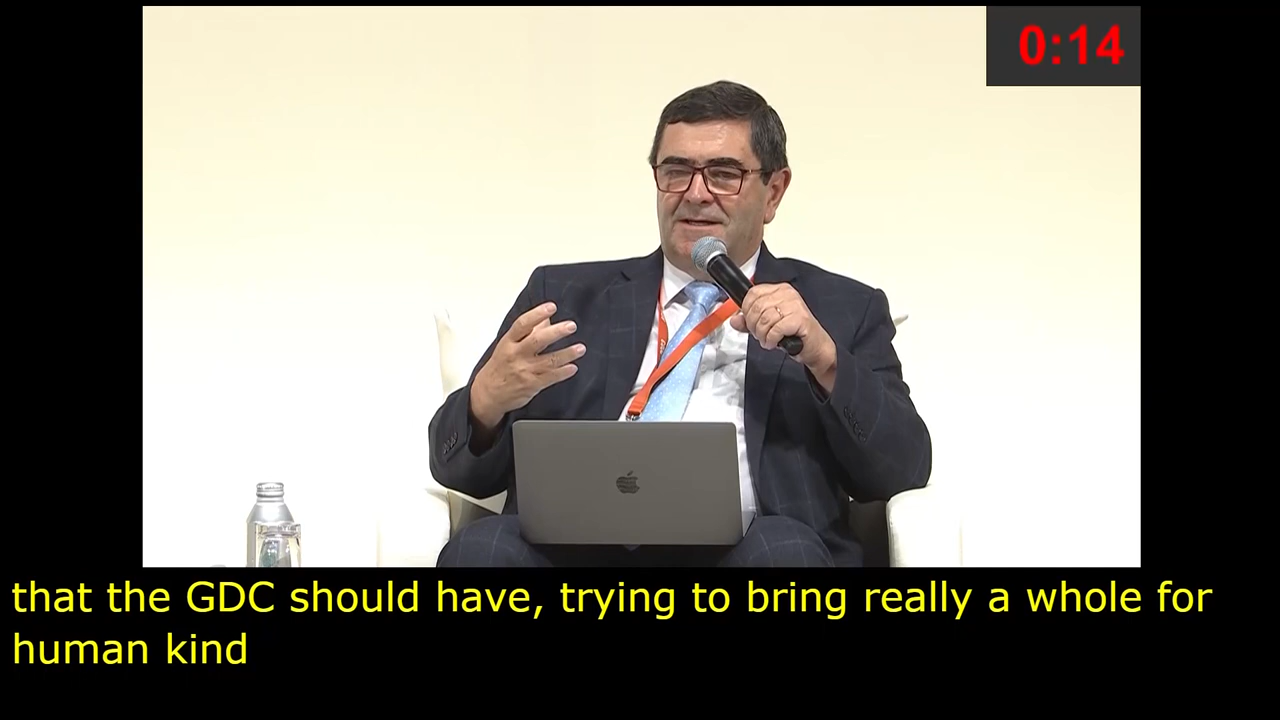 0:14
that the GDC should have, trying to bring really a whole for
human kind